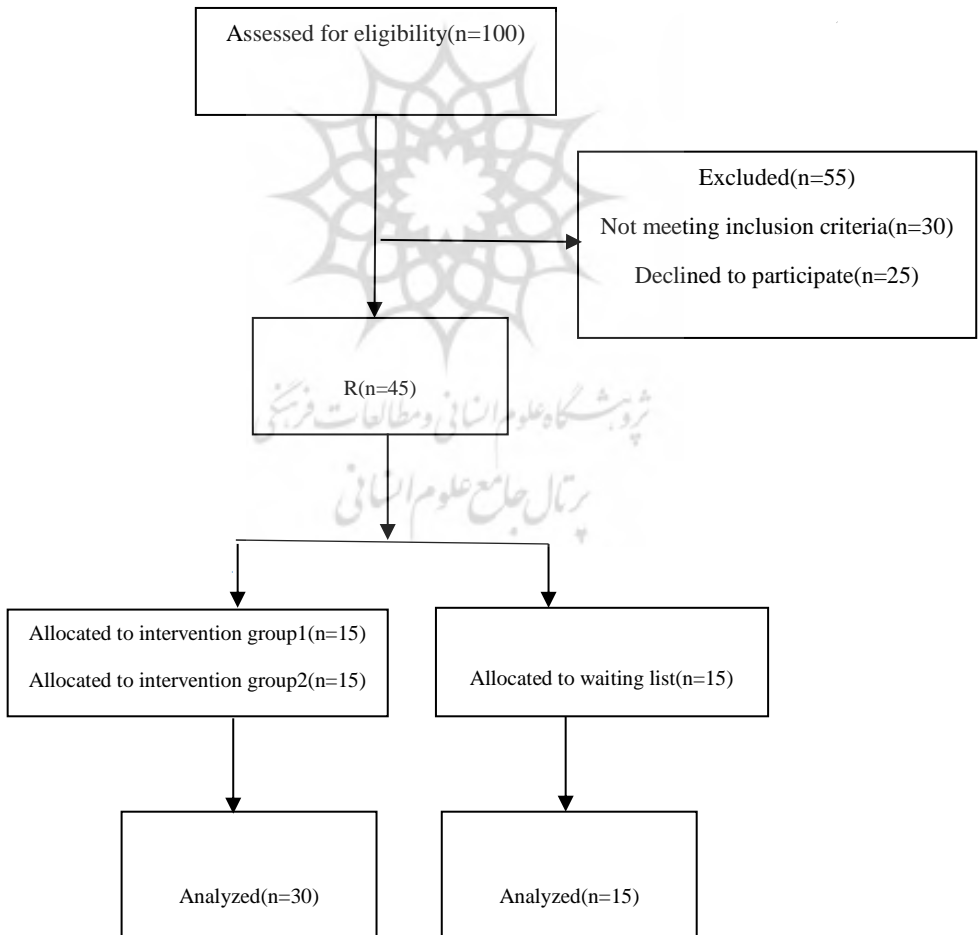 Assessed for eligibility(n=100)
Excluded(n=55)
Not meeting inclusion criteria(n=30)
Declined to participate(n=25)
R(n=45)
پژوهشگاه علوم انسانی و مطالعات فرهنگی
پرتال جامع علوم انسانی
Allocated to intervention group1(n=15)
Allocated to intervention group2(n=15)
Allocated to waiting list(n=15)
Analyzed(n=30)
Analyzed(n=15)